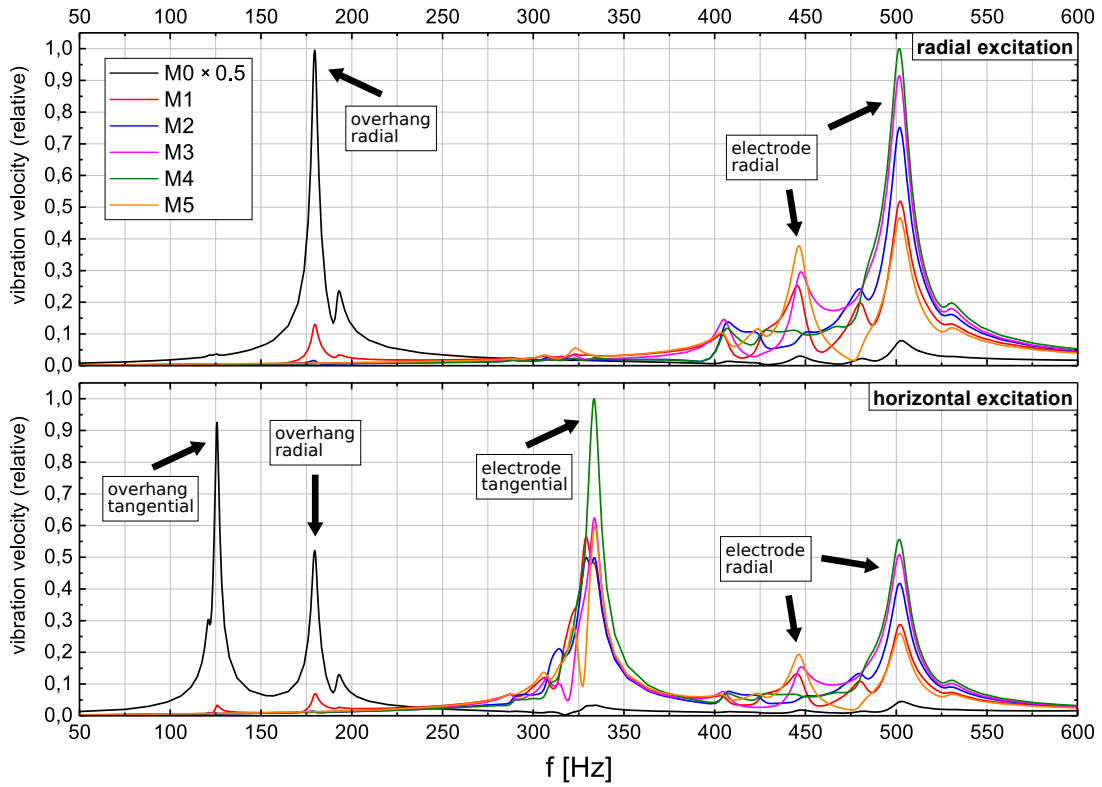 50 100 150 200 250 300 350 400 450 500 550 600
radial excitation
vibration velocity (relative)
1,0
0,9
0,8
0,7
0,6
0,5
0,4
0,3
0,2
0,1
0,0
M0 × 0.5
M1
M2
M3
M4
M5
overhang
radial
electrode
radial
horizontal excitation
vibration velocity (relative)
1,0
0,9
0,8
0,7
0,6
0,5
0,4
0,3
0,2
0,1
0,0
overhang
tangential
overhang
radial
electrode
tangential
electrode
radial
50 100 150 200 250 300 350 400 450 500 550 600
f [Hz]